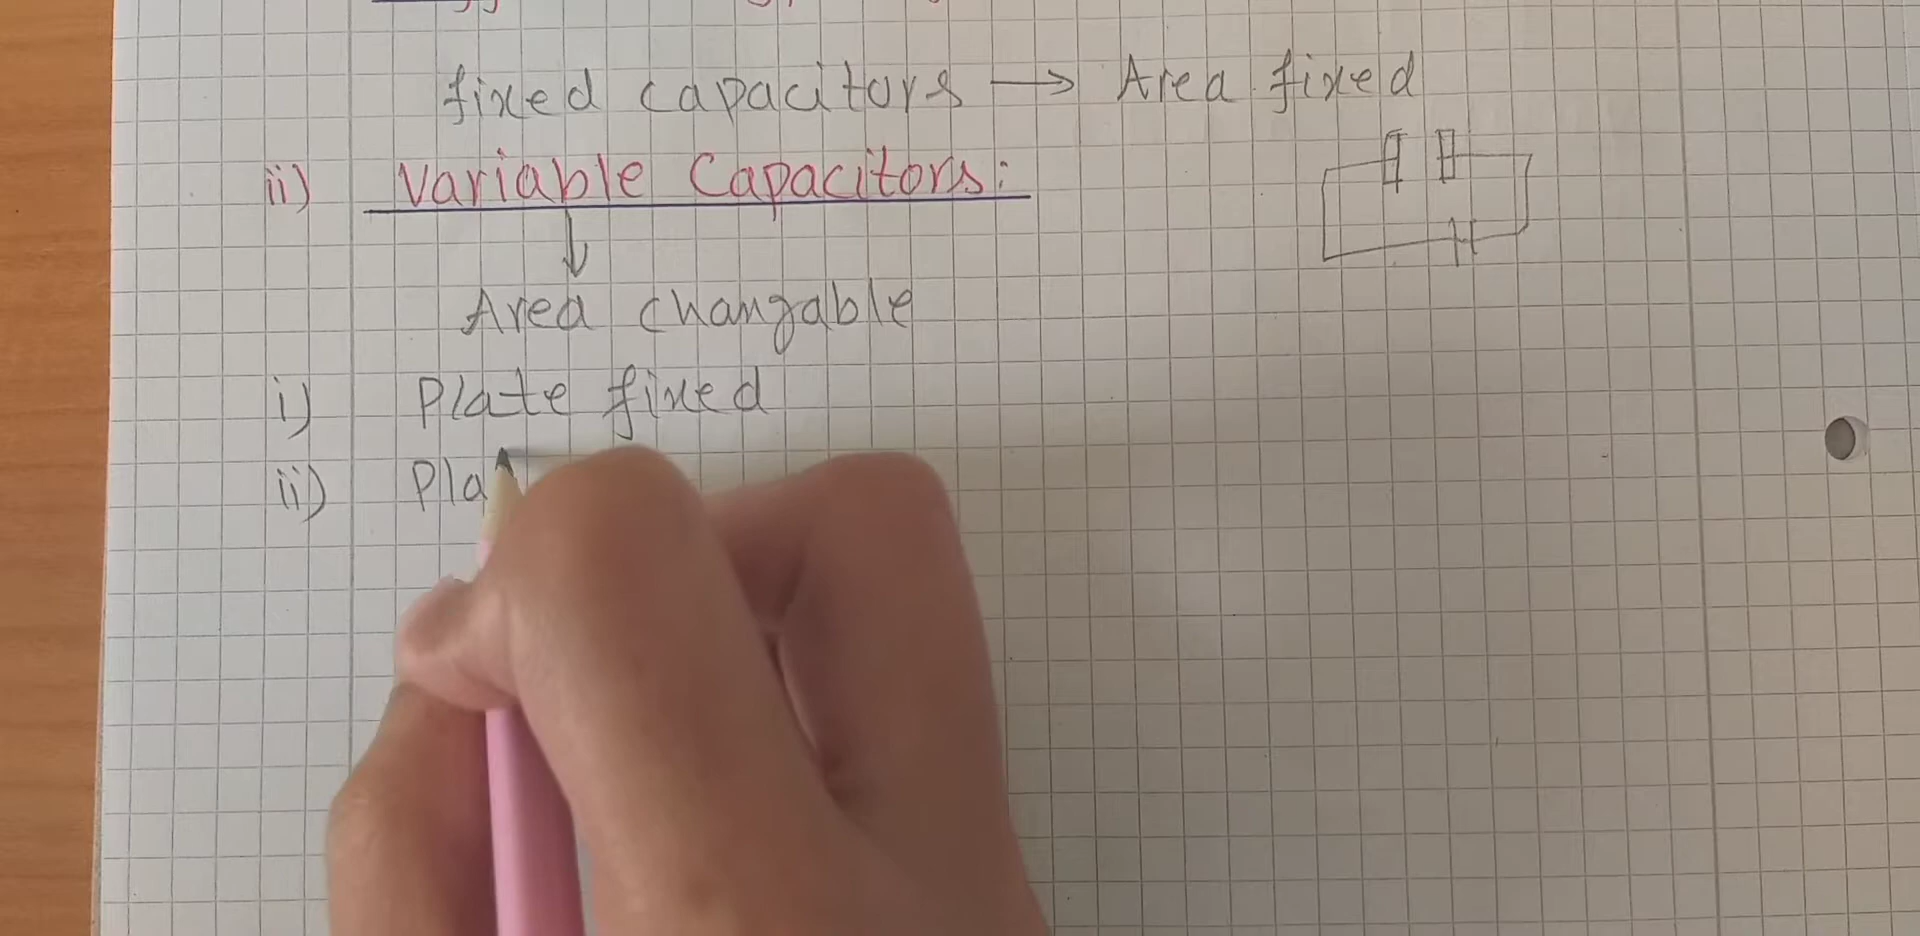 fixed capacitors → Area fixed
ii) Variable Capacitors:
↓
Area changable
i) Plate fixed
ii) Pla